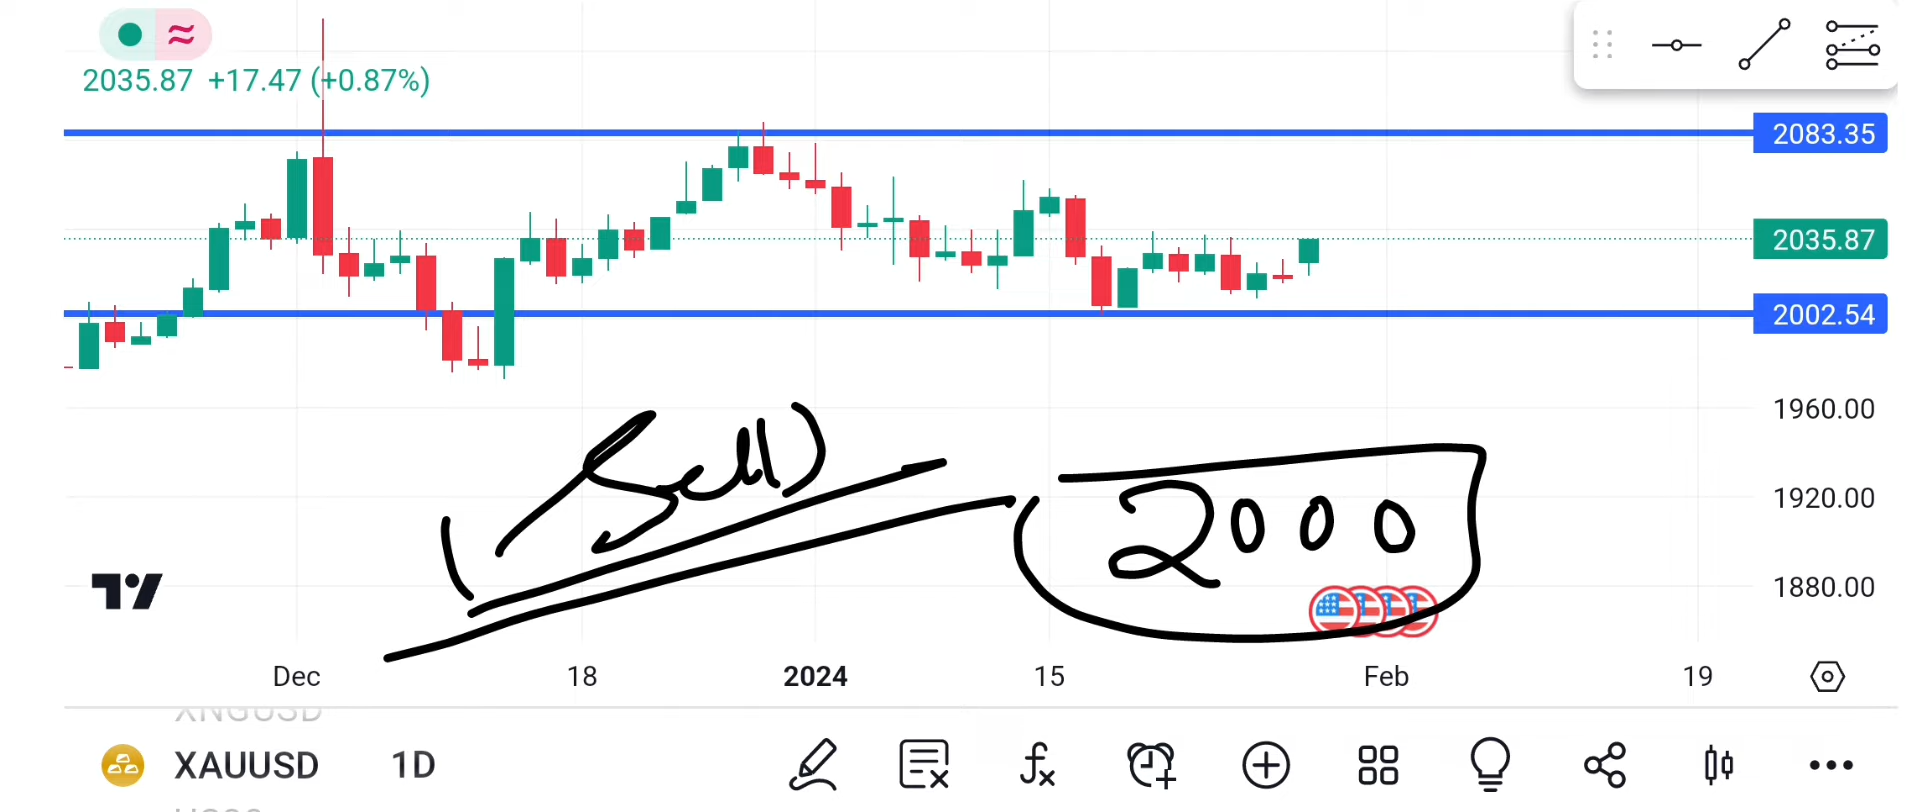 2035.87 +17.47 (+0.87%)
2083.35
2035.87
2002.54
1960.00
(Sell)
1920.00
2000
1880.00
Dec 18 2024 15 Feb 19
XNGUSD
XAUUSD 1D